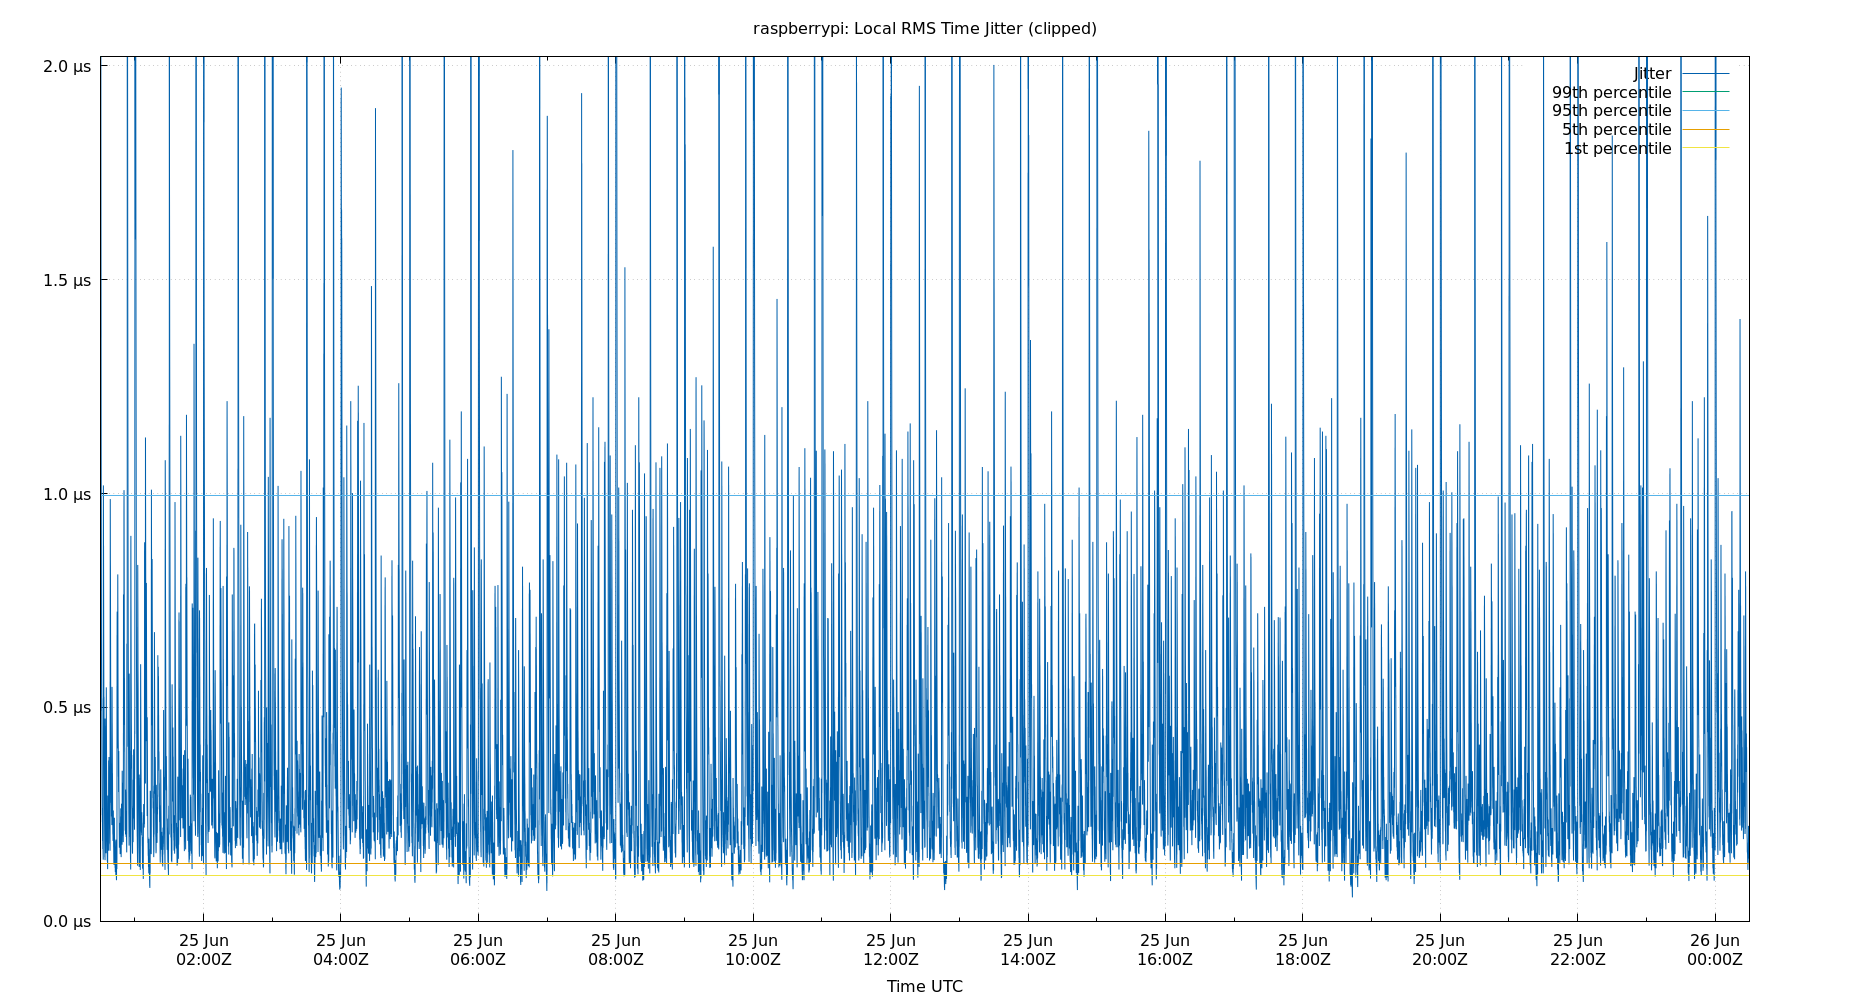 raspberrypi: Local RMS Time Jitter (clipped)
2.0 μs
1.5 μs
1.0 μs
0.5 μs
0.0 μs
Jitter
99th percentile
95th percentile
5th percentile
1st percentile
25 Jun 25 Jun 25 Jun 25 Jun 25 Jun 25 Jun 25 Jun 25 Jun 25 Jun 25 Jun 25 Jun 26 Jun
02:00Z 04:00Z 06:00Z 08:00Z 10:00Z 12:00Z 14:00Z 16:00Z 18:00Z 20:00Z 22:00Z 00:00Z
Time UTC